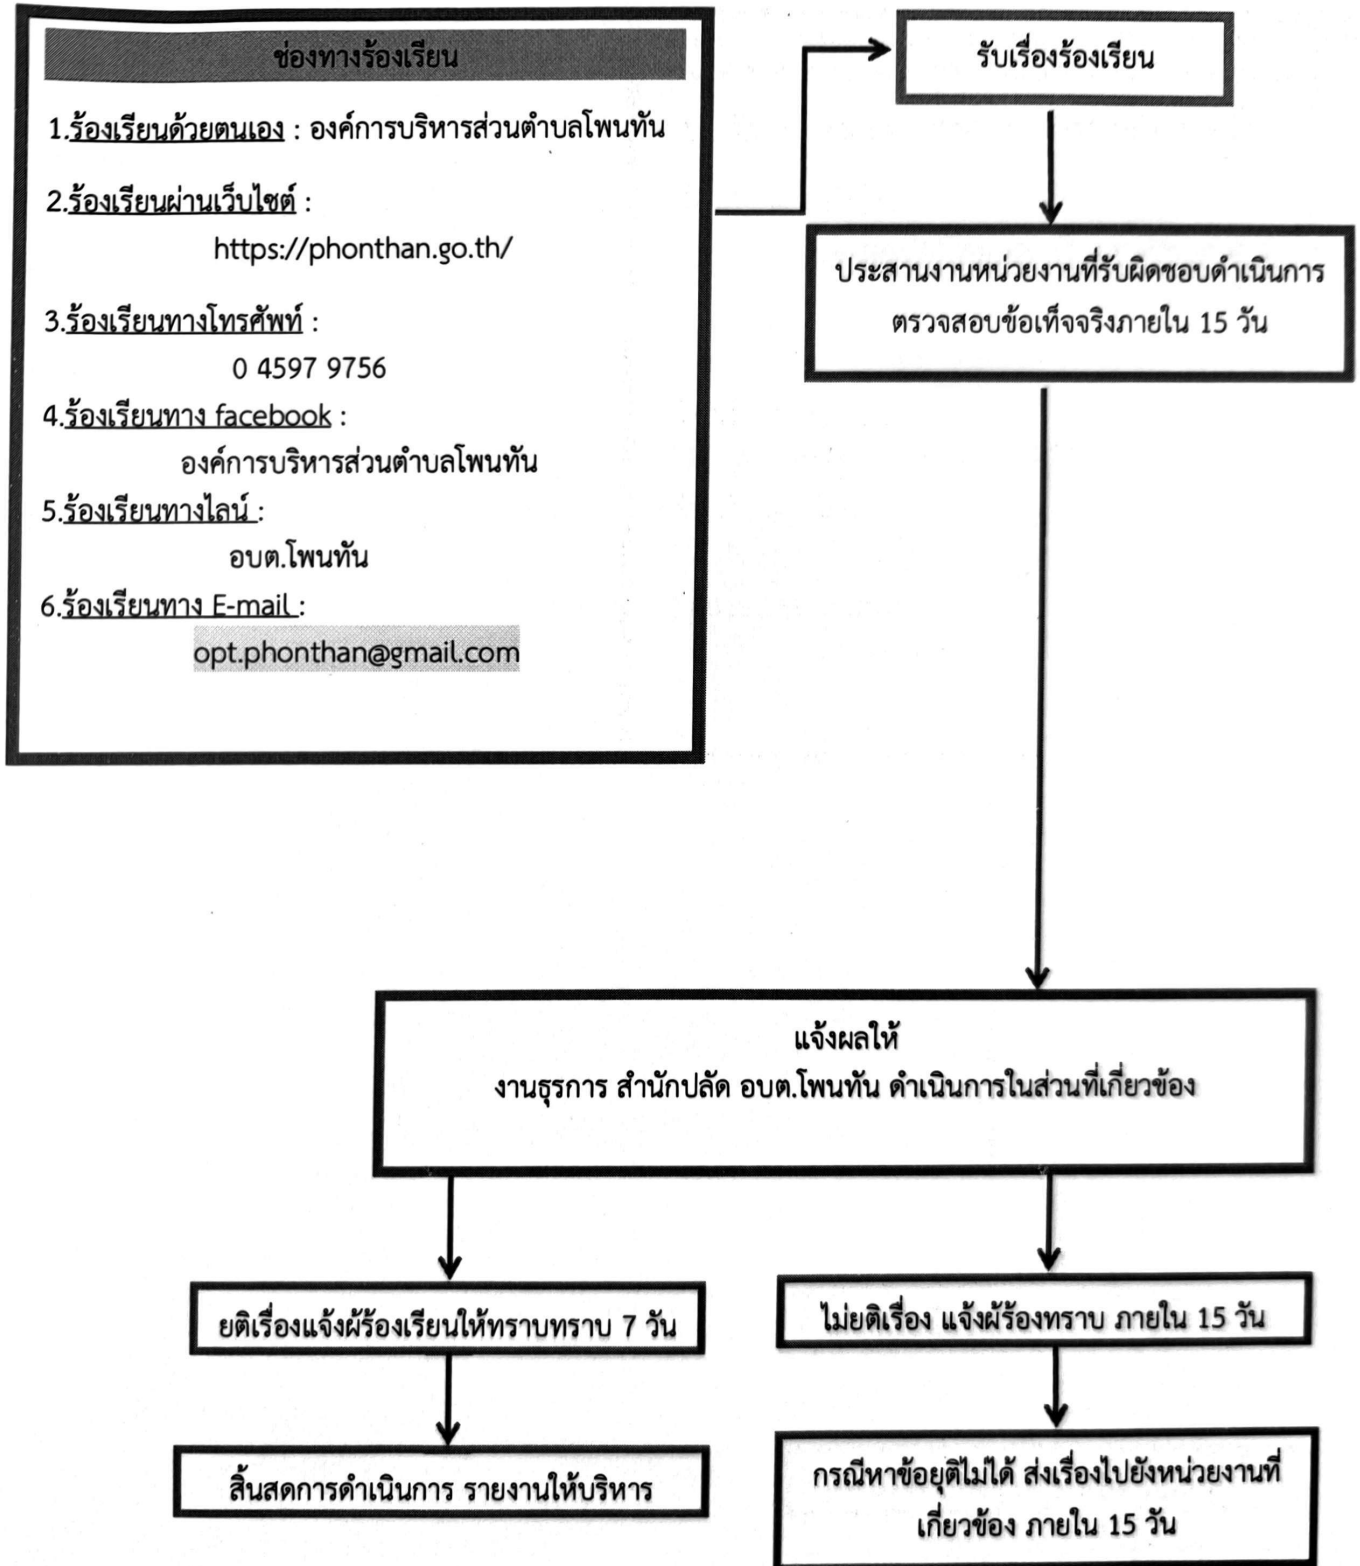 ช่องทางร้องเรียน
1.ร้องเรียนด้วยตนเอง : องค์การบริหารส่วนตำบลโพนทัน
2.ร้องเรียนผ่านเว็บไซต์ :
https://phonthan.go.th/
3.ร้องเรียนทางโทรศัพท์ :
0 4597 9756
4.ร้องเรียนทาง facebook :
องค์การบริหารส่วนตำบลโพนทัน
5.ร้องเรียนทางไลน์ :
อบต.โพนทัน
6.ร้องเรียนทาง E-mail :
opt.phonthan@gmail.com
รับเรื่องร้องเรียน
ประสานงานหน่วยงานที่รับผิดชอบดำเนินการ
ตรวจสอบข้อเท็จจริงภายใน 15 วัน
แจ้งผลให้
งานธุรการ สำนักปลัด อบต.โพนทัน ดำเนินการในส่วนที่เกี่ยวข้อง
ยติเรื่องแจ้งผู้ร้องเรียนให้ทราบทราบ 7 วัน
ไม่ยติเรื่อง แจ้งผู้ร้องทราบ ภายใน 15 วัน
สิ้นสดการดำเนินการ รายงานให้บริหาร
กรณีหาข้อยุติไม่ได้ ส่งเรื่องไปยังหน่วยงานที่
เกี่ยวข้อง ภายใน 15 วัน